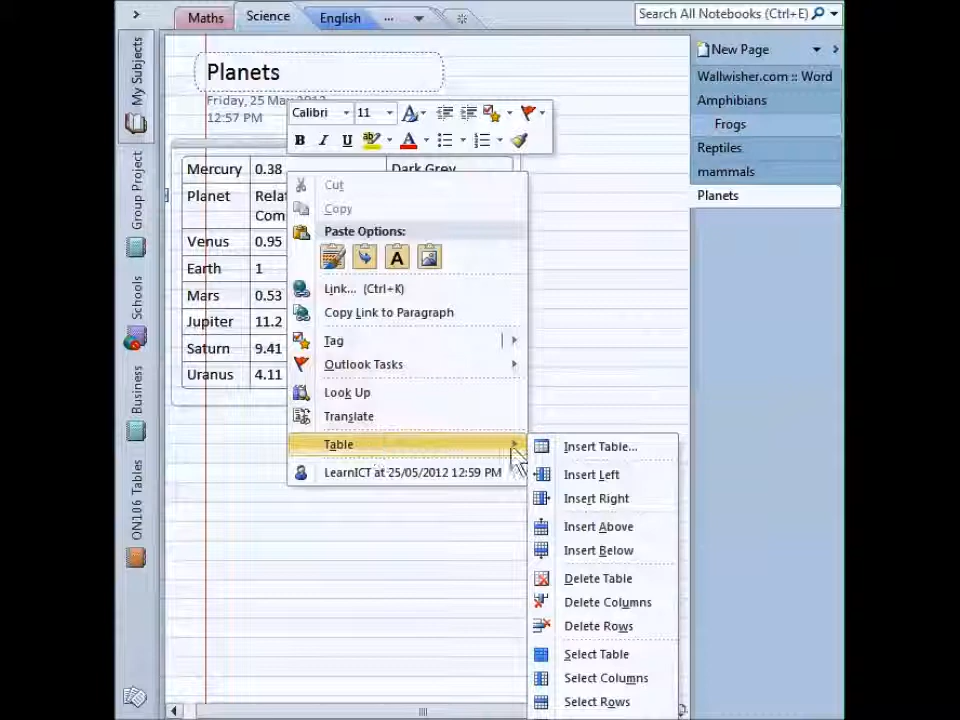 Maths
Science
English
...
Search All Notebooks (Ctrl+E)
My Subjects
Group Project
Schools
Business
ON106 Tables
New Page
Wallwisher.com :: Word
Amphibians
Frogs
Reptiles
mammals
Planets
Planets
Friday, 25 May 2012
12:57 PM
Calibri 11
B I U ab A
Mercury 0.38 Dark Grey
Planet
Venus 0.95
Earth 1
Mars 0.53
Jupiter 11.2
Saturn 9.41
Uranus 4.11
Cut
Copy
Paste Options:
A
Link... (Ctrl+K)
Copy Link to Paragraph
Tag
Outlook Tasks
Look Up
Translate
Table
LearnICT at 25/05/2012 12:59 PM
Insert Table...
Insert Left
Insert Right
Insert Above
Insert Below
Delete Table
Delete Columns
Delete Rows
Select Table
Select Columns
Select Rows